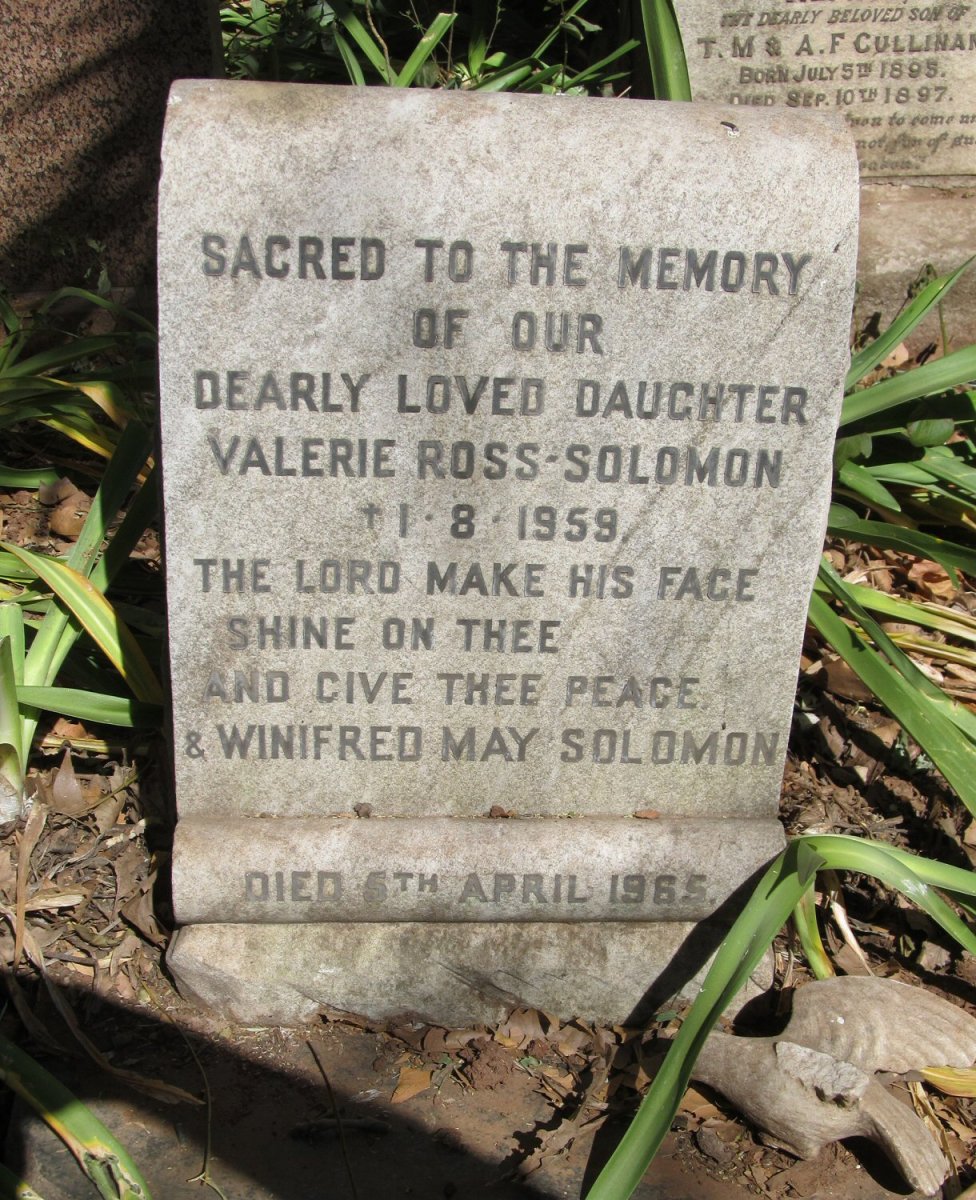 THE DEARLY BELOVED SON OF
T. M & A. F CULLINAN
BORN JULY 5TH 1895.
DIED SEP. 10TH 1897.
SACRED TO THE MEMORY
OF OUR
DEARLY LOVED DAUGHTER
VALERIE ROSS-SOLOMON
† 1·8·1959.
THE LORD MAKE HIS FACE
SHINE ON THEE
AND GIVE THEE PEACE.
& WINIFRED MAY SOLOMON
DIED 5TH APRIL 1965.